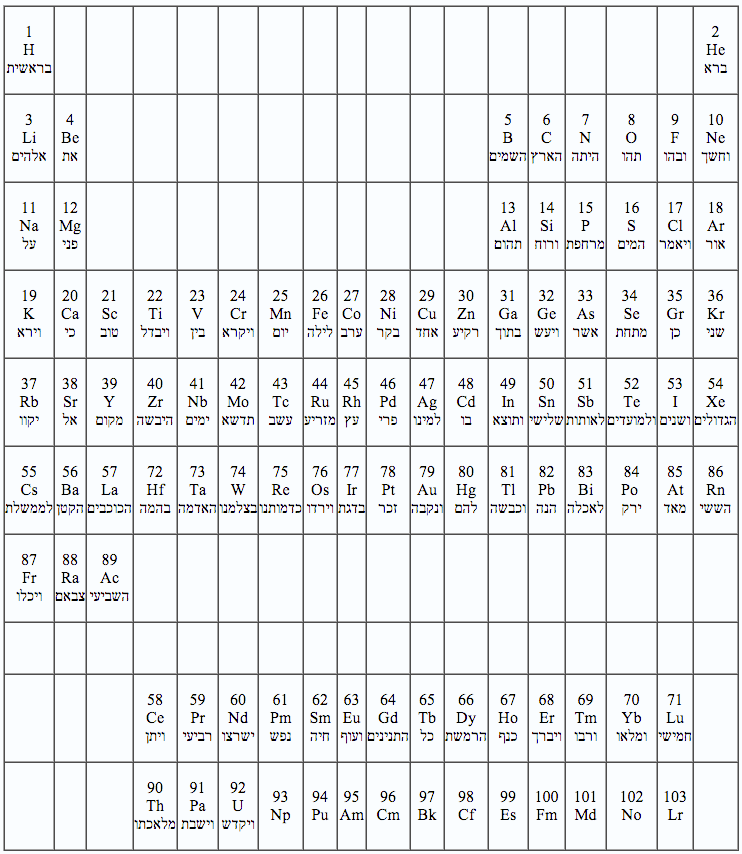 1 2
H He
בראשית ברא
3 4 5 6 7 8 9 10
Li Be B C N O F Ne
אלהים את השמים הארץ היתה תהו ובהו וחשך
11 12 13 14 15 16 17 18
Na Mg Al Si P S Cl Ar
על פני תהום ורוח מרחפת המים ויאמר אור
19 20 21 22 23 24 25 26 27 28 29 30 31 32 33 34 35 36
K Ca Sc Ti V Cr Mn Fe Co Ni Cu Zn Ga Ge As Se Gr Kr
וירא כי טוב ויבדל בין ויקרא יום לילה ערב בקר אחד רקיע בתוך ויעש אשר מתחת כן שני
37 38 39 40 41 42 43 44 45 46 47 48 49 50 51 52 53 54
Rb Sr Y Zr Nb Mo Tc Ru Rh Pd Ag Cd In Sn Sb Te I Xe
יקוו אל מקום היבשה ימים תדשא עשב מזריע עץ פרי למינו בו ותוצא שלישי לאותות ולמועדים ושנים הגדולים
55 56 57 72 73 74 75 76 77 78 79 80 81 82 83 84 85 86
Cs Ba La Hf Ta W Re Os Ir Pt Au Hg Tl Pb Bi Po At Rn
לממשלת הקטן הכוכבים בהמה האדמה בצלמנו כדמותנו וירדו בדגת זכר ונקבה להם וכבשה הנה לאכלה ירק מאד הששי
87 88 89
Fr Ra Ac
ויכלו צבאם השביעי
58 59 60 61 62 63 64 65 66 67 68 69 70 71
Ce Pr Nd Pm Sm Eu Gd Tb Dy Ho Er Tm Yb Lu
ויתן רביעי ישרצו נפש חיה ועוף התנינים כל הרמשת כנף ויברך ורבו ומלאו חמישי
90 91 92 93 94 95 96 97 98 99 100 101 102 103
Th Pa U Np Pu Am Cm Bk Cf Es Fm Md No Lr
מלאכתו וישבת ויקדש